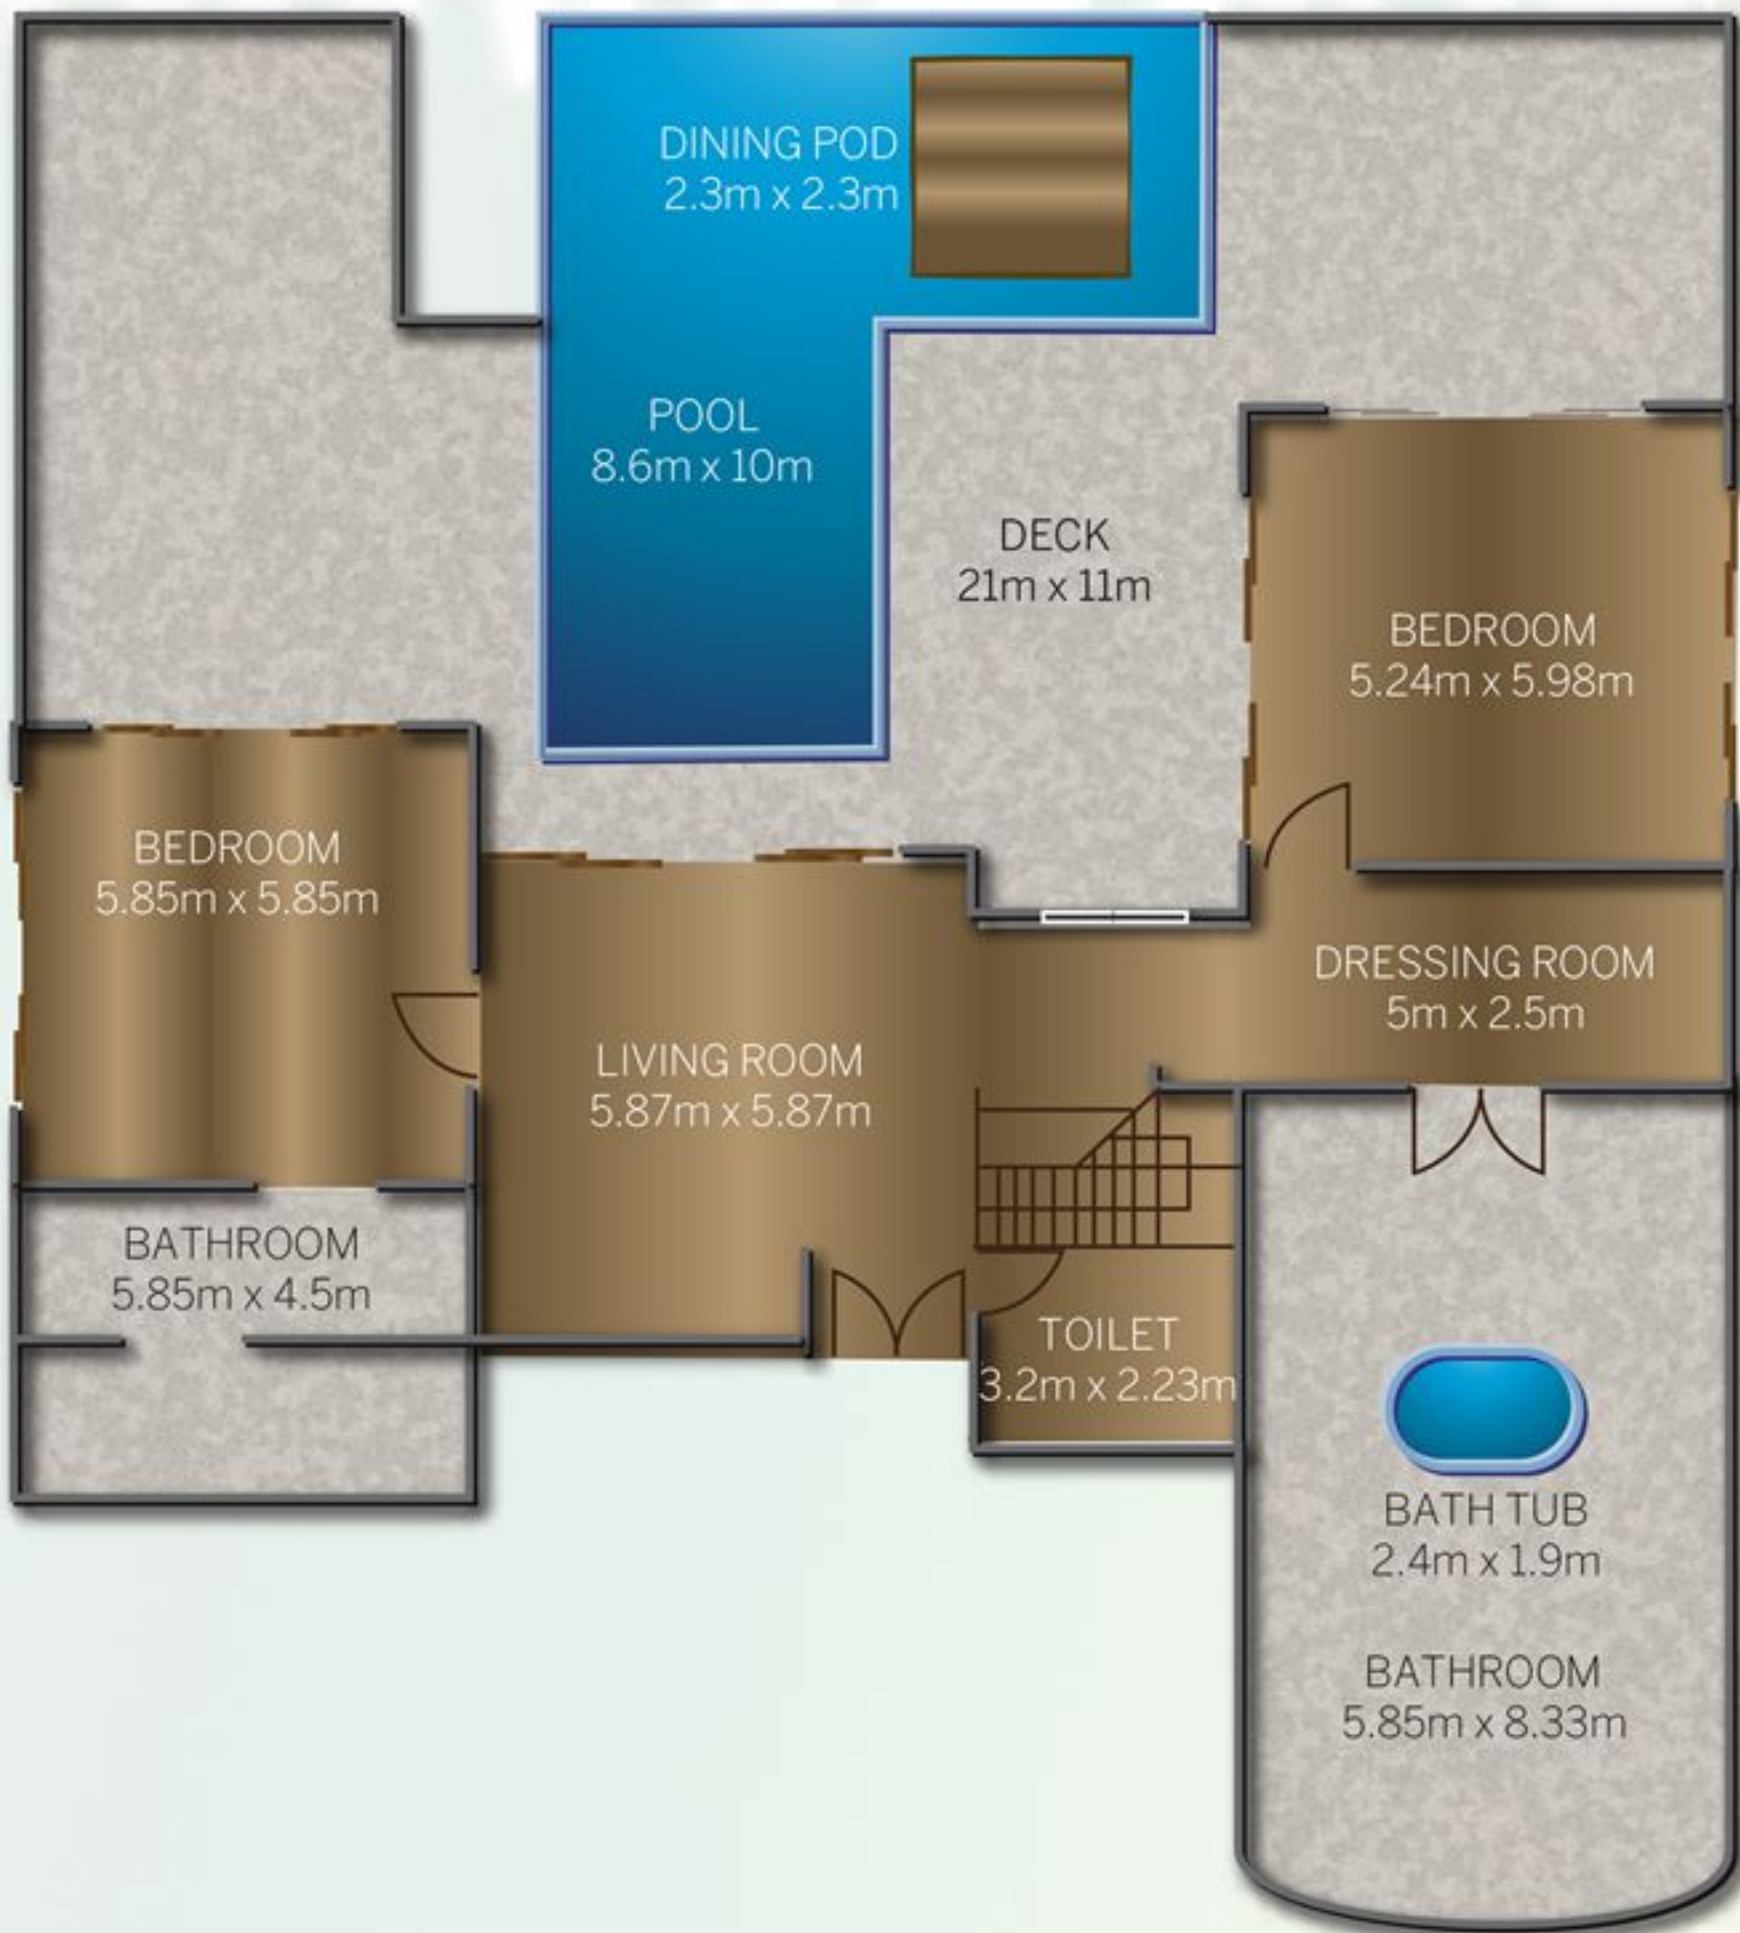 DINING POD
2.3m x 2.3m
POOL
8.6m x 10m
DECK
21m x 11m
BEDROOM
5.24m x 5.98m
BEDROOM
5.85m x 5.85m
DRESSING ROOM
5m x 2.5m
LIVING ROOM
5.87m x 5.87m
BATHROOM
5.85m x 4.5m
TOILET
3.2m x 2.23m
BATH TUB
2.4m x 1.9m
BATHROOM
5.85m x 8.33m